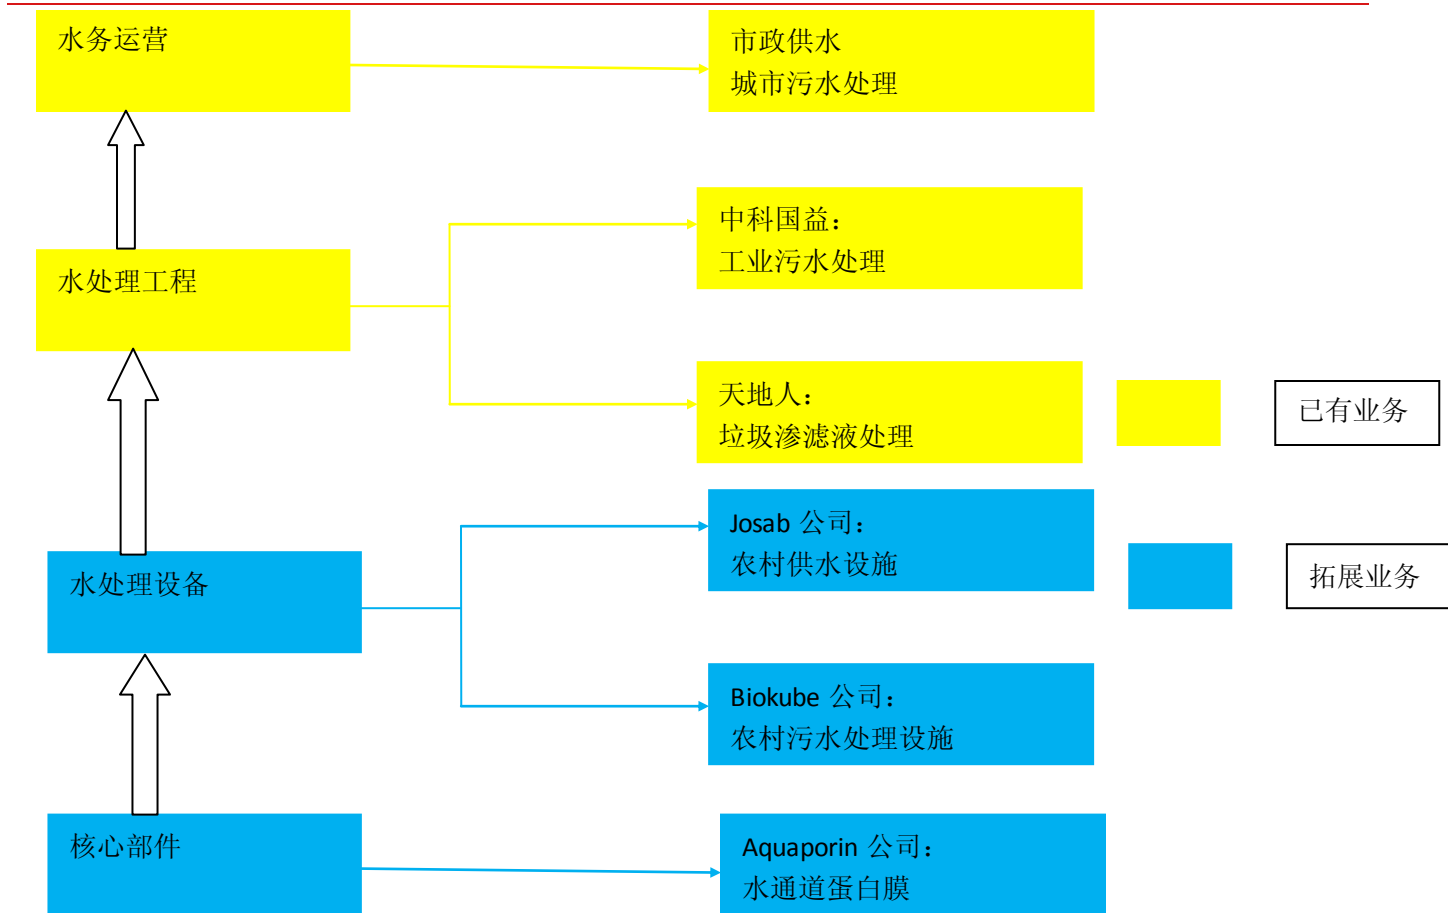 水务运营
市政供水
城市污水处理
水处理工程
中科国益：
工业污水处理
天地人：
垃圾渗滤液处理
已有业务
水处理设备
Josab 公司：
农村供水设施
拓展业务
Biokube 公司：
农村污水处理设施
核心部件
Aquaporin 公司：
水通道蛋白膜